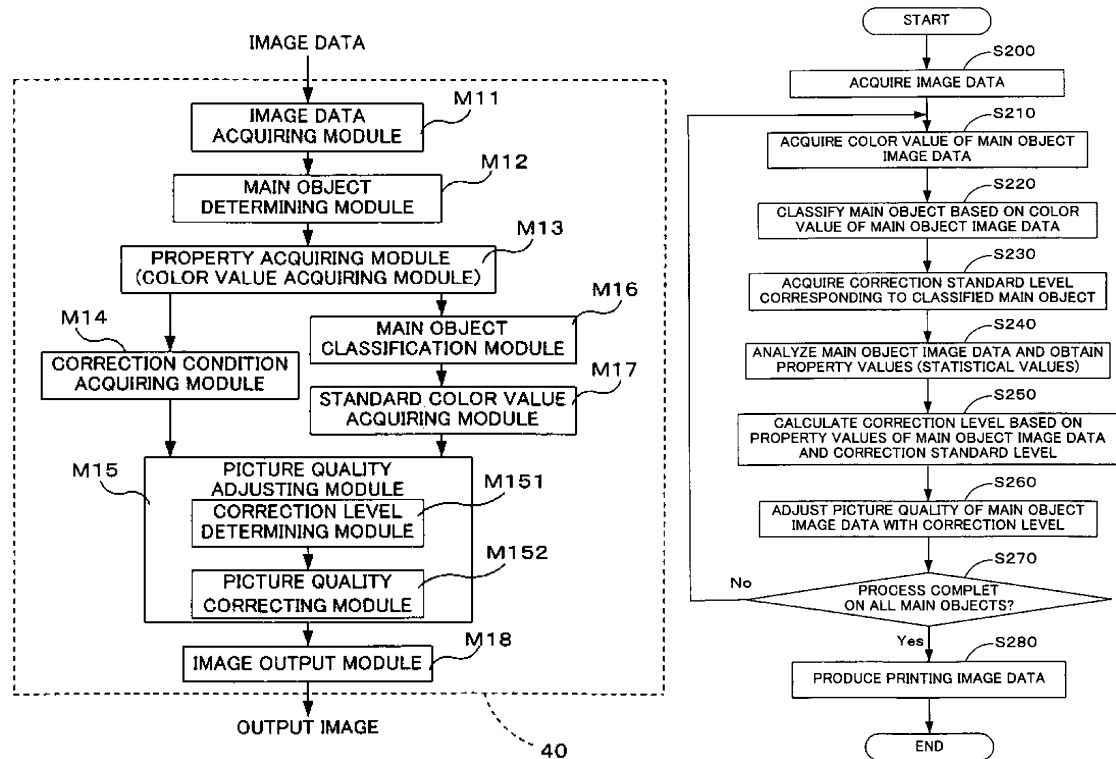 IMAGE DATA
IMAGE DATA
ACQUIRING MODULE
M11
MAIN OBJECT
DETERMINING MODULE
M12
PROPERTY ACQUIRING MODULE
(COLOR VALUE ACQUIRING MODULE)
M13
M14
CORRECTION CONDITION
ACQUIRING MODULE
M16
MAIN OBJECT
CLASSIFICATION MODULE
M17
STANDARD COLOR VALUE
ACQUIRING MODULE
M15
PICTURE QUALITY
ADJUSTING MODULE
M151
CORRECTION LEVEL
DETERMINING MODULE
M152
PICTURE QUALITY
CORRECTING MODULE
M18
IMAGE OUTPUT MODULE
OUTPUT IMAGE
40
START
S200
ACQUIRE IMAGE DATA
S210
ACQUIRE COLOR VALUE OF MAIN OBJECT
IMAGE DATA
S220
CLASSIFY MAIN OBJECT BASED ON COLOR
VALUE OF MAIN OBJECT IMAGE DATA
S230
ACQUIRE CORRECTION STANDARD LEVEL
CORRESPONDING TO CLASSIFIED MAIN OBJECT
S240
ANALYZE MAIN OBJECT IMAGE DATA AND OBTAIN
PROPERTY VALUES (STATISTICAL VALUES)
S250
CALCULATE CORRECTION LEVEL BASED ON
PROPERTY VALUES OF MAIN OBJECT IMAGE DATA
AND CORRECTION STANDARD LEVEL
S260
ADJUST PICTURE QUALITY OF MAIN OBJECT
IMAGE DATA WITH CORRECTION LEVEL
S270
No
PROCESS COMPLET
ON ALL MAIN OBJECTS?
Yes
S280
PRODUCE PRINTING IMAGE DATA
END